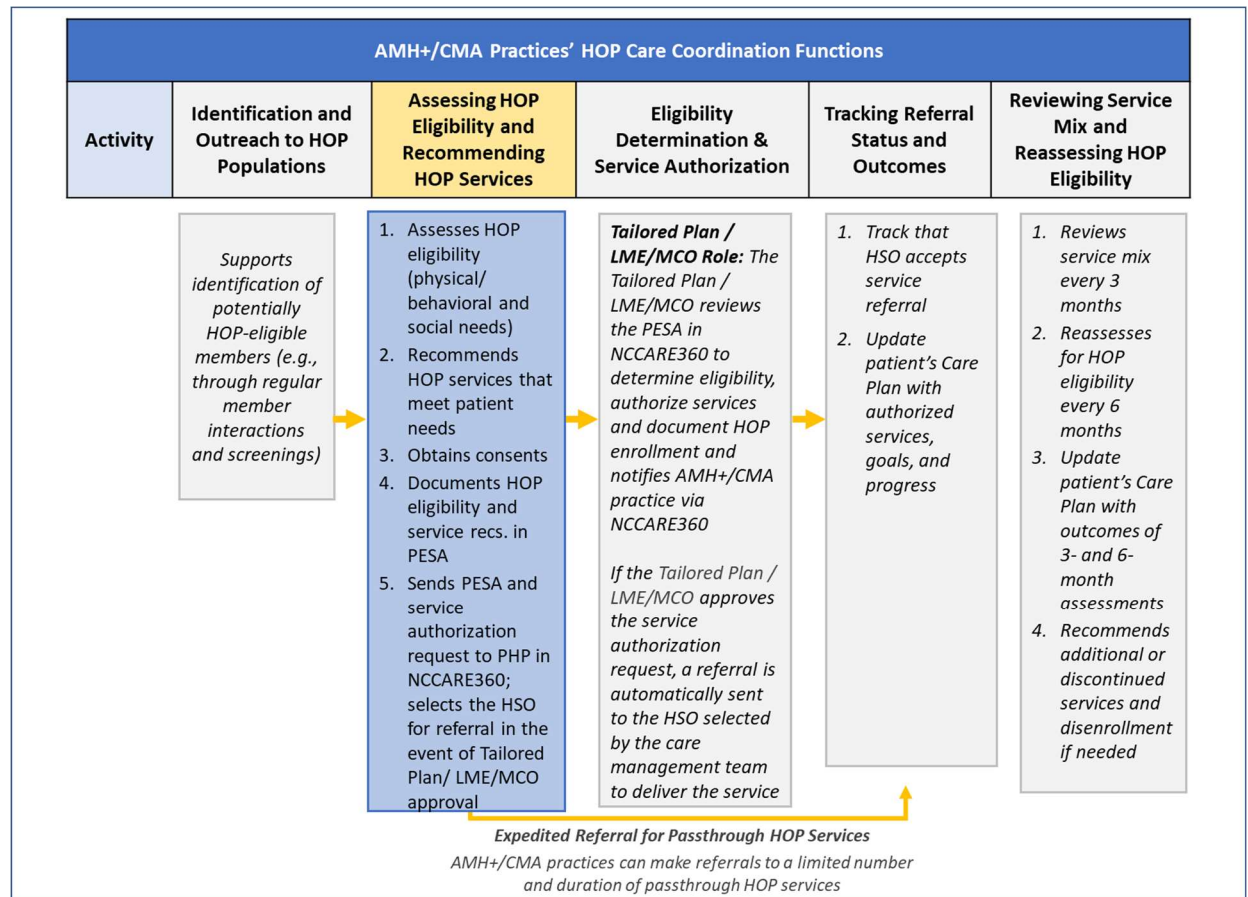 AMH+/CMA Practices' HOP Care Coordination Functions
Activity
Identification and
Outreach to HOP
Populations
Assessing HOP
Eligibility and
Recommending
HOP Services
Eligibility
Determination &
Service Authorization
Tracking Referral
Status and
Outcomes
Reviewing Service
Mix and
Reassessing HOP
Eligibility
Supports
identification of
potentially
HOP-eligible
members (e.g.,
through regular
member
interactions
and screenings)
1. Assesses HOP
eligibility
(physical/
behavioral and
social needs)
2. Recommends
HOP services that
meet patient
needs
3. Obtains consents
4. Documents HOP
eligibility and
service recs. in
PESA
5. Sends PESA and
service
authorization
request to PHP in
NCCARE360;
selects the HSO
for referral in the
event of Tailored
Plan/ LME/MCO
approval
Tailored Plan /
LME/MCO Role: The
Tailored Plan /
LME/MCO reviews
the PESA in
NCCARE360 to
determine eligibility,
authorize services
and document HOP
enrollment and
notifies AMH+/CMA
practice via
NCCARE360
If the Tailored Plan /
LME/MCO approves
the service
authorization
request, a referral is
automatically sent
to the HSO selected
by the care
management team
to deliver the service
1. Track that
HSO accepts
service
referral
2. Update
patient's Care
Plan with
authorized
services,
goals, and
progress
1. Reviews
service mix
every 3
months
2. Reassesses
for HOP
eligibility
every 6
months
3. Update
patient's Care
Plan with
outcomes of
3- and 6-
month
assessments
4. Recommends
additional or
discontinued
services and
disenrollment
if needed
Expedited Referral for Passthrough HOP Services
AMH+/CMA practices can make referrals to a limited number
and duration of passthrough HOP services